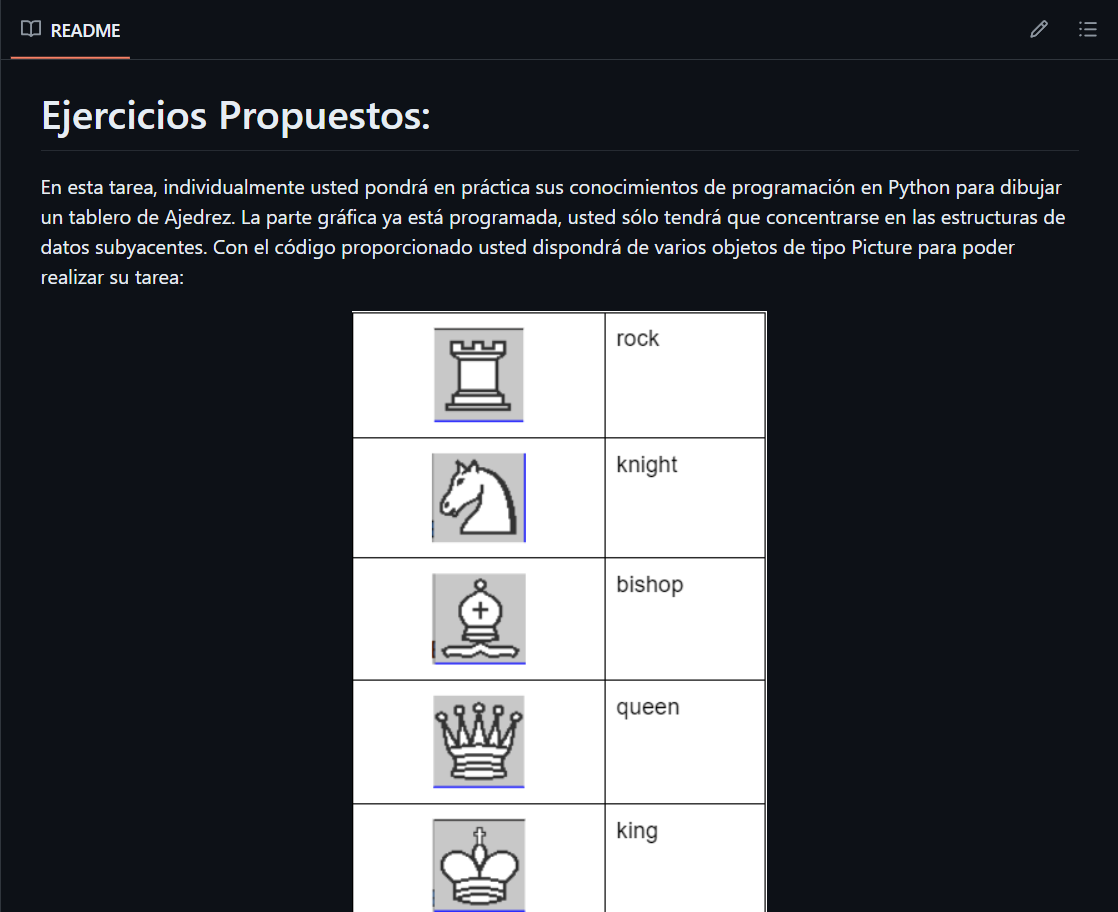 README
Ejercicios Propuestos:
En esta tarea, individualmente usted pondrá en práctica sus conocimientos de programación en Python para dibujar
un tablero de Ajedrez. La parte gráfica ya está programada, usted sólo tendrá que concentrarse en las estructuras de
datos subyacentes. Con el código proporcionado usted dispondrá de varios objetos de tipo Picture para poder
realizar su tarea:
rock
knight
bishop
queen
king